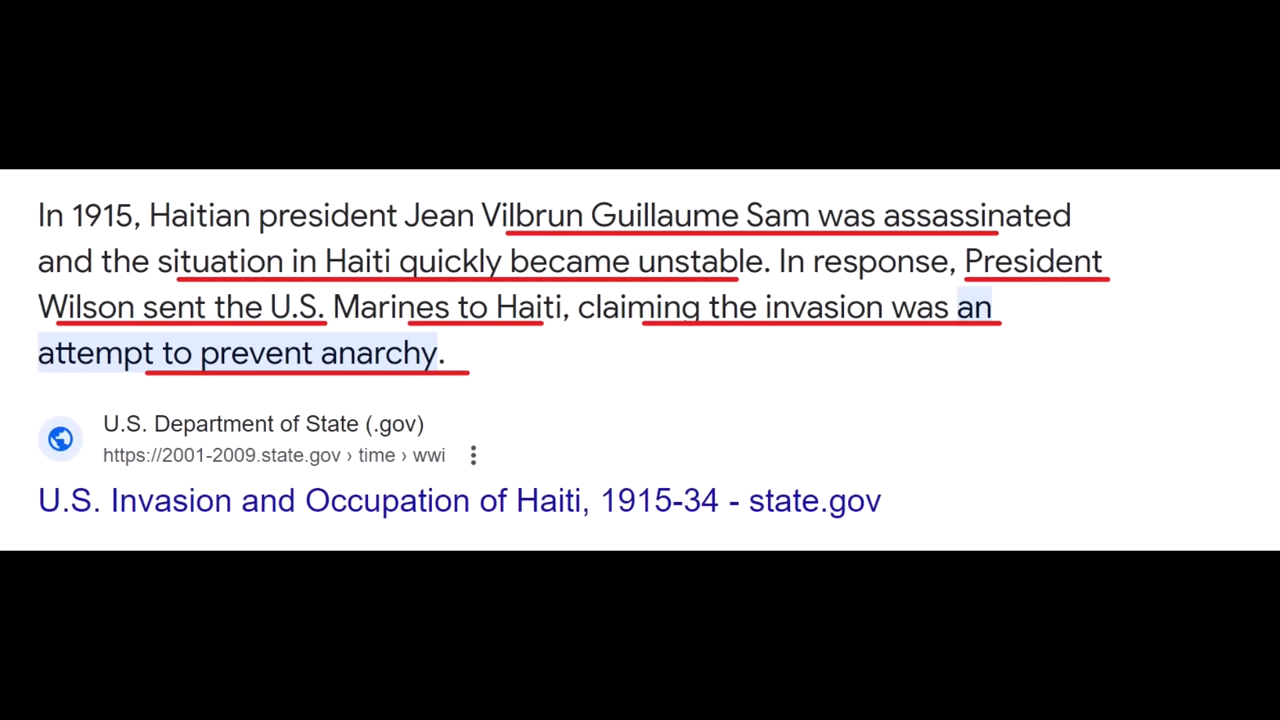 In 1915, Haitian president Jean Vilbrun Guillaume Sam was assassinated
and the situation in Haiti quickly became unstable. In response, President
Wilson sent the U.S. Marines to Haiti, claiming the invasion was an
attempt to prevent anarchy.
U.S. Department of State (.gov)
https://2001-2009.state.gov › time › wwi
U.S. Invasion and Occupation of Haiti, 1915-34 - state.gov